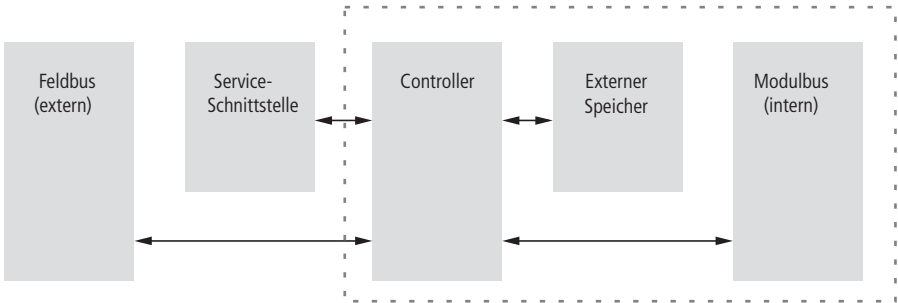 Feldbus
(extern)
Service-
Schnittstelle
Controller
Externer
Speicher
Modulbus
(intern)